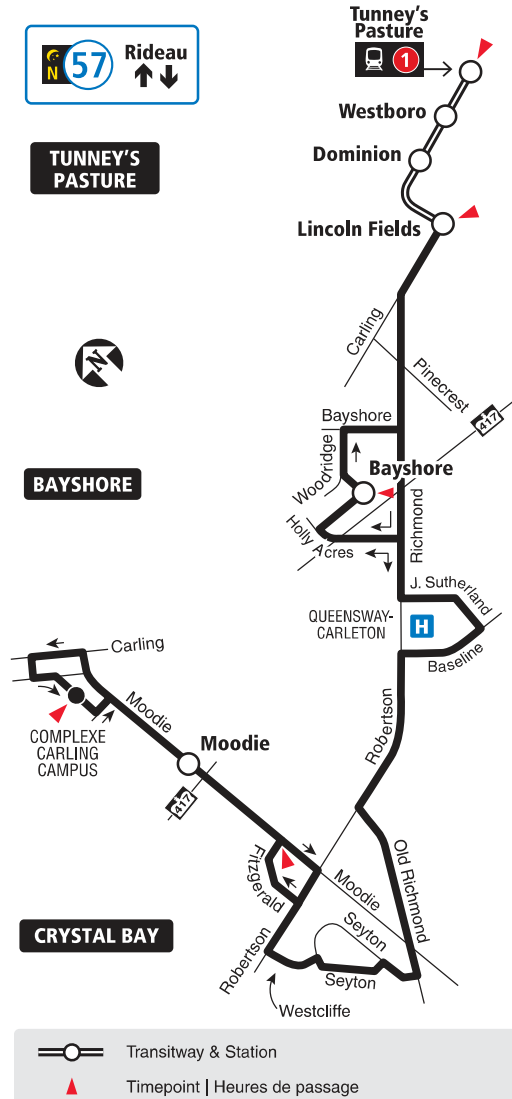 N
57
Rideau
Tunney's
Pasture
1
Westboro
TUNNEY'S
PASTURE
Dominion
Lincoln Fields
Carling
Pinecrest
N
417
Bayshore
Woodridge
Bayshore
BAYSHORE
Holly Acres
Richmond
J. Sutherland
QUEENSWAY-
CARLETON
H
Baseline
Carling
Robertson
Moodie
COMPLEXE
CARLING
CAMPUS
Moodie
417
Fitzgerald
Moodie
Old Richmond
Seyton
CRYSTAL BAY
Robertson
Seyton
Westcliffe
Transitway & Station
Timepoint | Heures de passage